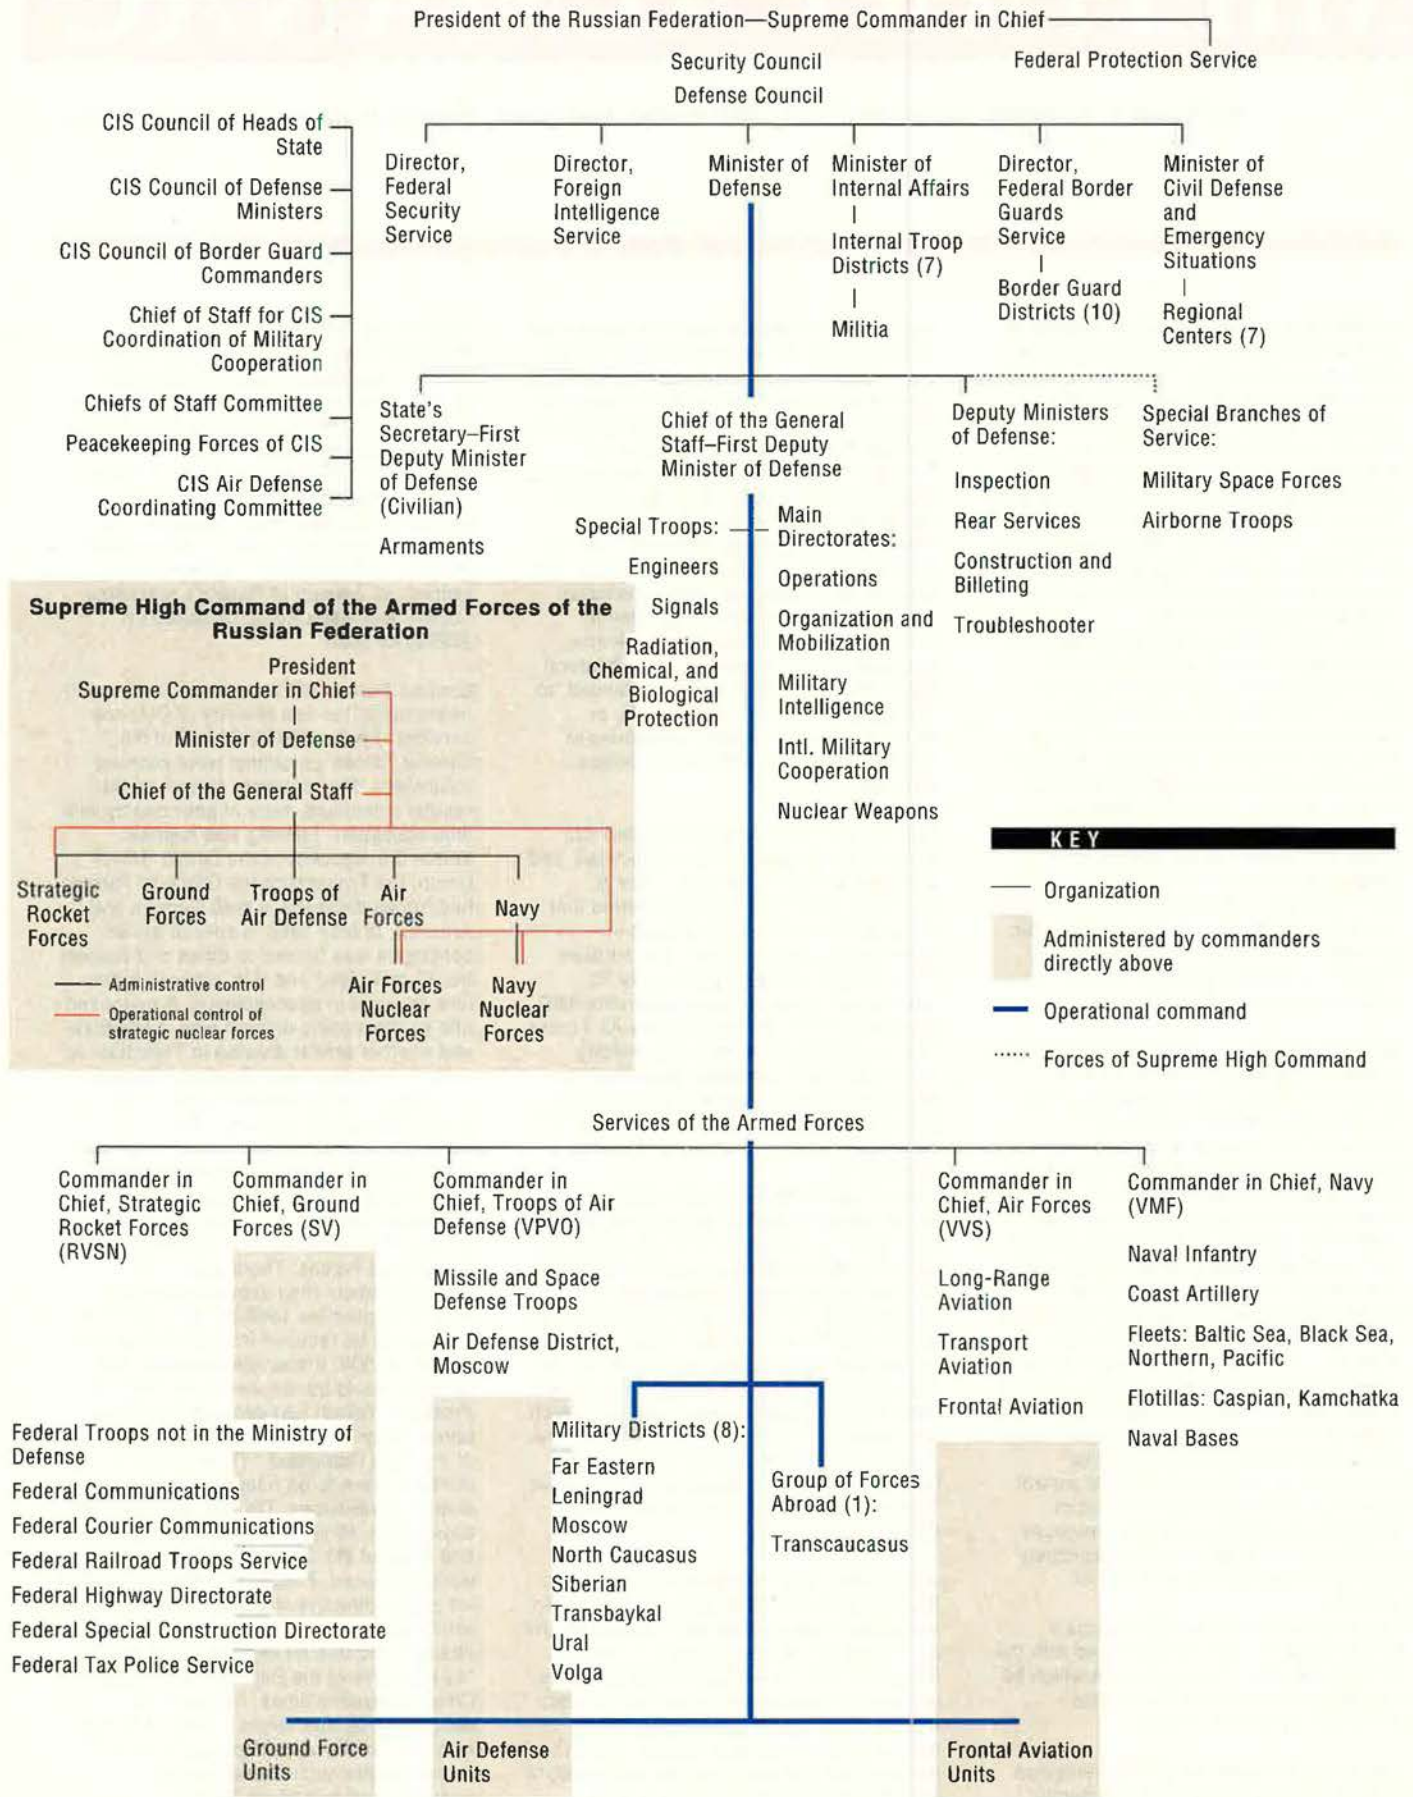 President of the Russian Federation—Supreme Commander in Chief
Security Council
Defense Council
Federal Protection Service
CIS Council of Heads of
State
CIS Council of Defense
Ministers
CIS Council of Border Guard
Commanders
Chief of Staff for CIS
Coordination of Military
Cooperation
Chiefs of Staff Committee
Peacekeeping Forces of CIS
CIS Air Defense
Coordinating Committee
Director,
Federal
Security
Service
Director,
Foreign
Intelligence
Service
Minister of
Defense
Minister of
Internal Affairs
Internal Troop
Districts (7)
Militia
Director,
Federal Border
Guards
Service
Border Guard
Districts (10)
Minister of
Civil Defense
and
Emergency
Situations
Regional
Centers (7)
State's
Secretary–First
Deputy Minister
of Defense
(Civilian)
Armaments
Chief of the General
Staff–First Deputy
Minister of Defense
Deputy Ministers
of Defense:
Inspection
Rear Services
Construction and
Billeting
Troubleshooter
Special Branches of
Service:
Military Space Forces
Airborne Troops
Special Troops:
Engineers
Signals
Radiation,
Chemical, and
Biological
Protection
Main
Directorates:
Operations
Organization and
Mobilization
Military
Intelligence
Intl. Military
Cooperation
Nuclear Weapons
Supreme High Command of the Armed Forces of the
Russian Federation
President
Supreme Commander in Chief
Minister of Defense
Chief of the General Staff
Strategic
Rocket
Forces
Ground
Forces
Troops of
Air Defense
Air
Forces
Navy
Air Forces
Nuclear
Forces
Navy
Nuclear
Forces
Administrative control
Operational control of
strategic nuclear forces
KEY
Organization
Administered by commanders
directly above
Operational command
Forces of Supreme High Command
Services of the Armed Forces
Commander in
Chief, Strategic
Rocket Forces
(RVSN)
Commander in
Chief, Ground
Forces (SV)
Commander in
Chief, Troops of Air
Defense (VPVO)
Missile and Space
Defense Troops
Air Defense District,
Moscow
Commander in
Chief, Air Forces
(VVS)
Long-Range
Aviation
Transport
Aviation
Frontal Aviation
Commander in Chief, Navy
(VMF)
Naval Infantry
Coast Artillery
Fleets: Baltic Sea, Black Sea,
Northern, Pacific
Flotillas: Caspian, Kamchatka
Naval Bases
Federal Troops not in the Ministry of
Defense
Federal Communications
Federal Courier Communications
Federal Railroad Troops Service
Federal Highway Directorate
Federal Special Construction Directorate
Federal Tax Police Service
Military Districts (8):
Far Eastern
Leningrad
Moscow
North Caucasus
Siberian
Transbaykal
Ural
Volga
Group of Forces
Abroad (1):
Transcaucasus
Ground Force
Units
Air Defense
Units
Frontal Aviation
Units